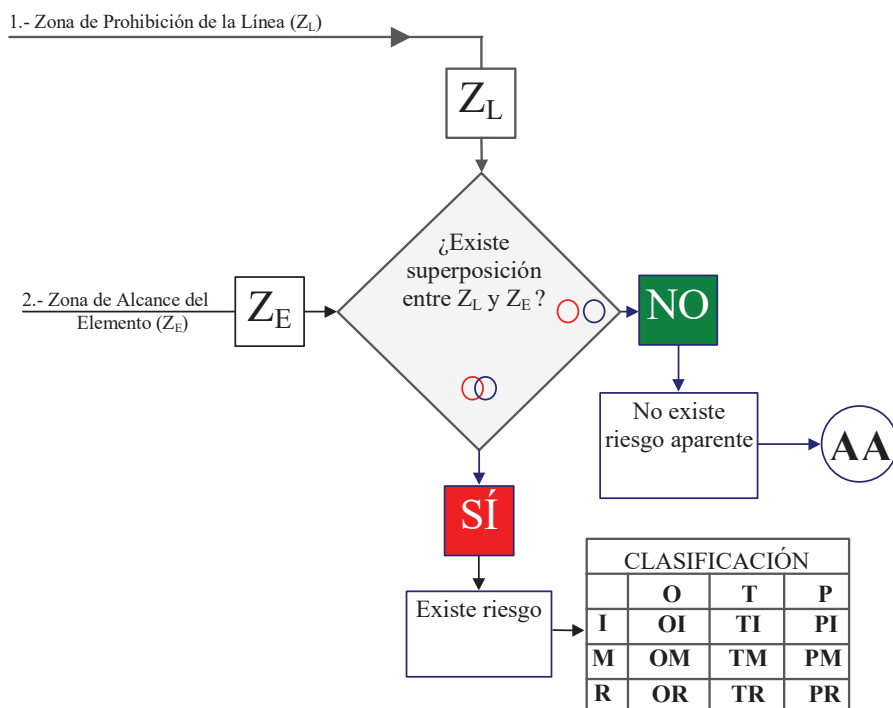 1.- Zona de Prohibición de la Línea (ZL)
ZL
¿Existe
superposición
entre ZL y ZE ?
2.- Zona de Alcance del
Elemento (ZE)
ZE
NO
No existe
riesgo aparente
AA
SÍ
Existe riesgo
CLASIFICACIÓN
O T P
I OI TI PI
M OM TM PM
R OR TR PR